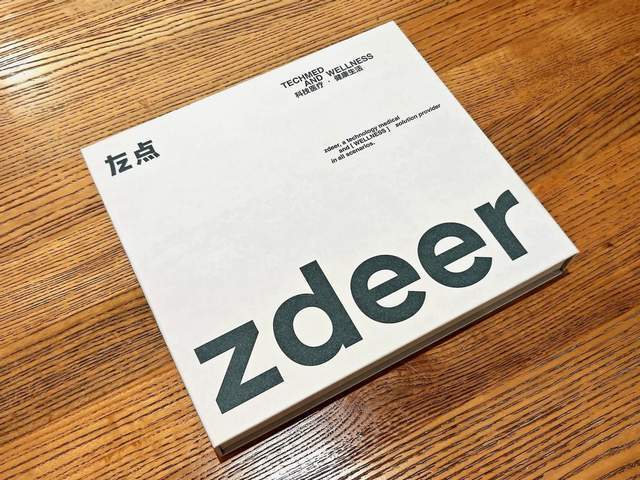 TECHMED
AND WELLNESS
科技医疗 · 健康生活
左点
zdeer, a technology medical
and [ WELLNESS ] solution provider
in all scenarios.
zdeer